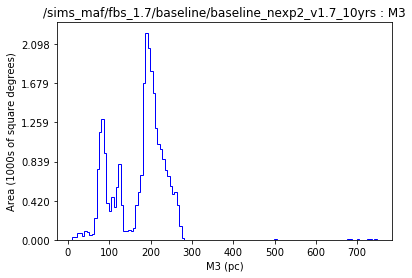 /sims_maf/fbs_1.7/baseline/baseline_nexp2_v1.7_10yrs : M3
2.098
1.679
1.259
0.839
0.420
0.000
Area (1000s of square degrees)
0 100 200 300 400 500 600 700
M3 (pc)